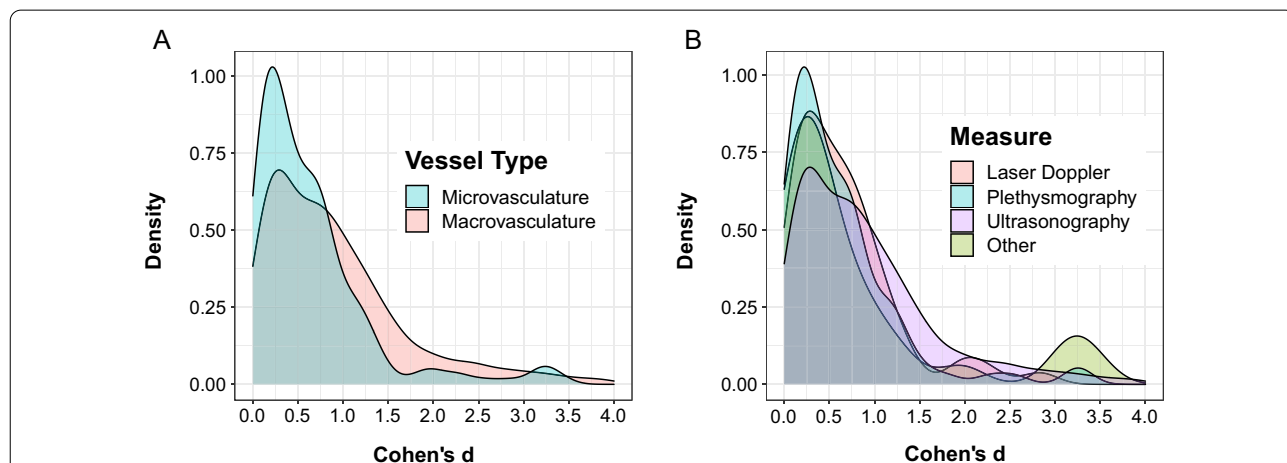 A
Density
1.00
0.75
0.50
0.25
0.00
Vessel Type
Microvasculature
Macrovasculature
0.0 0.5 1.0 1.5 2.0 2.5 3.0 3.5 4.0
Cohen's d
B
Density
1.00
0.75
0.50
0.25
0.00
Measure
Laser Doppler
Plethysmography
Ultrasonography
Other
0.0 0.5 1.0 1.5 2.0 2.5 3.0 3.5 4.0
Cohen's d